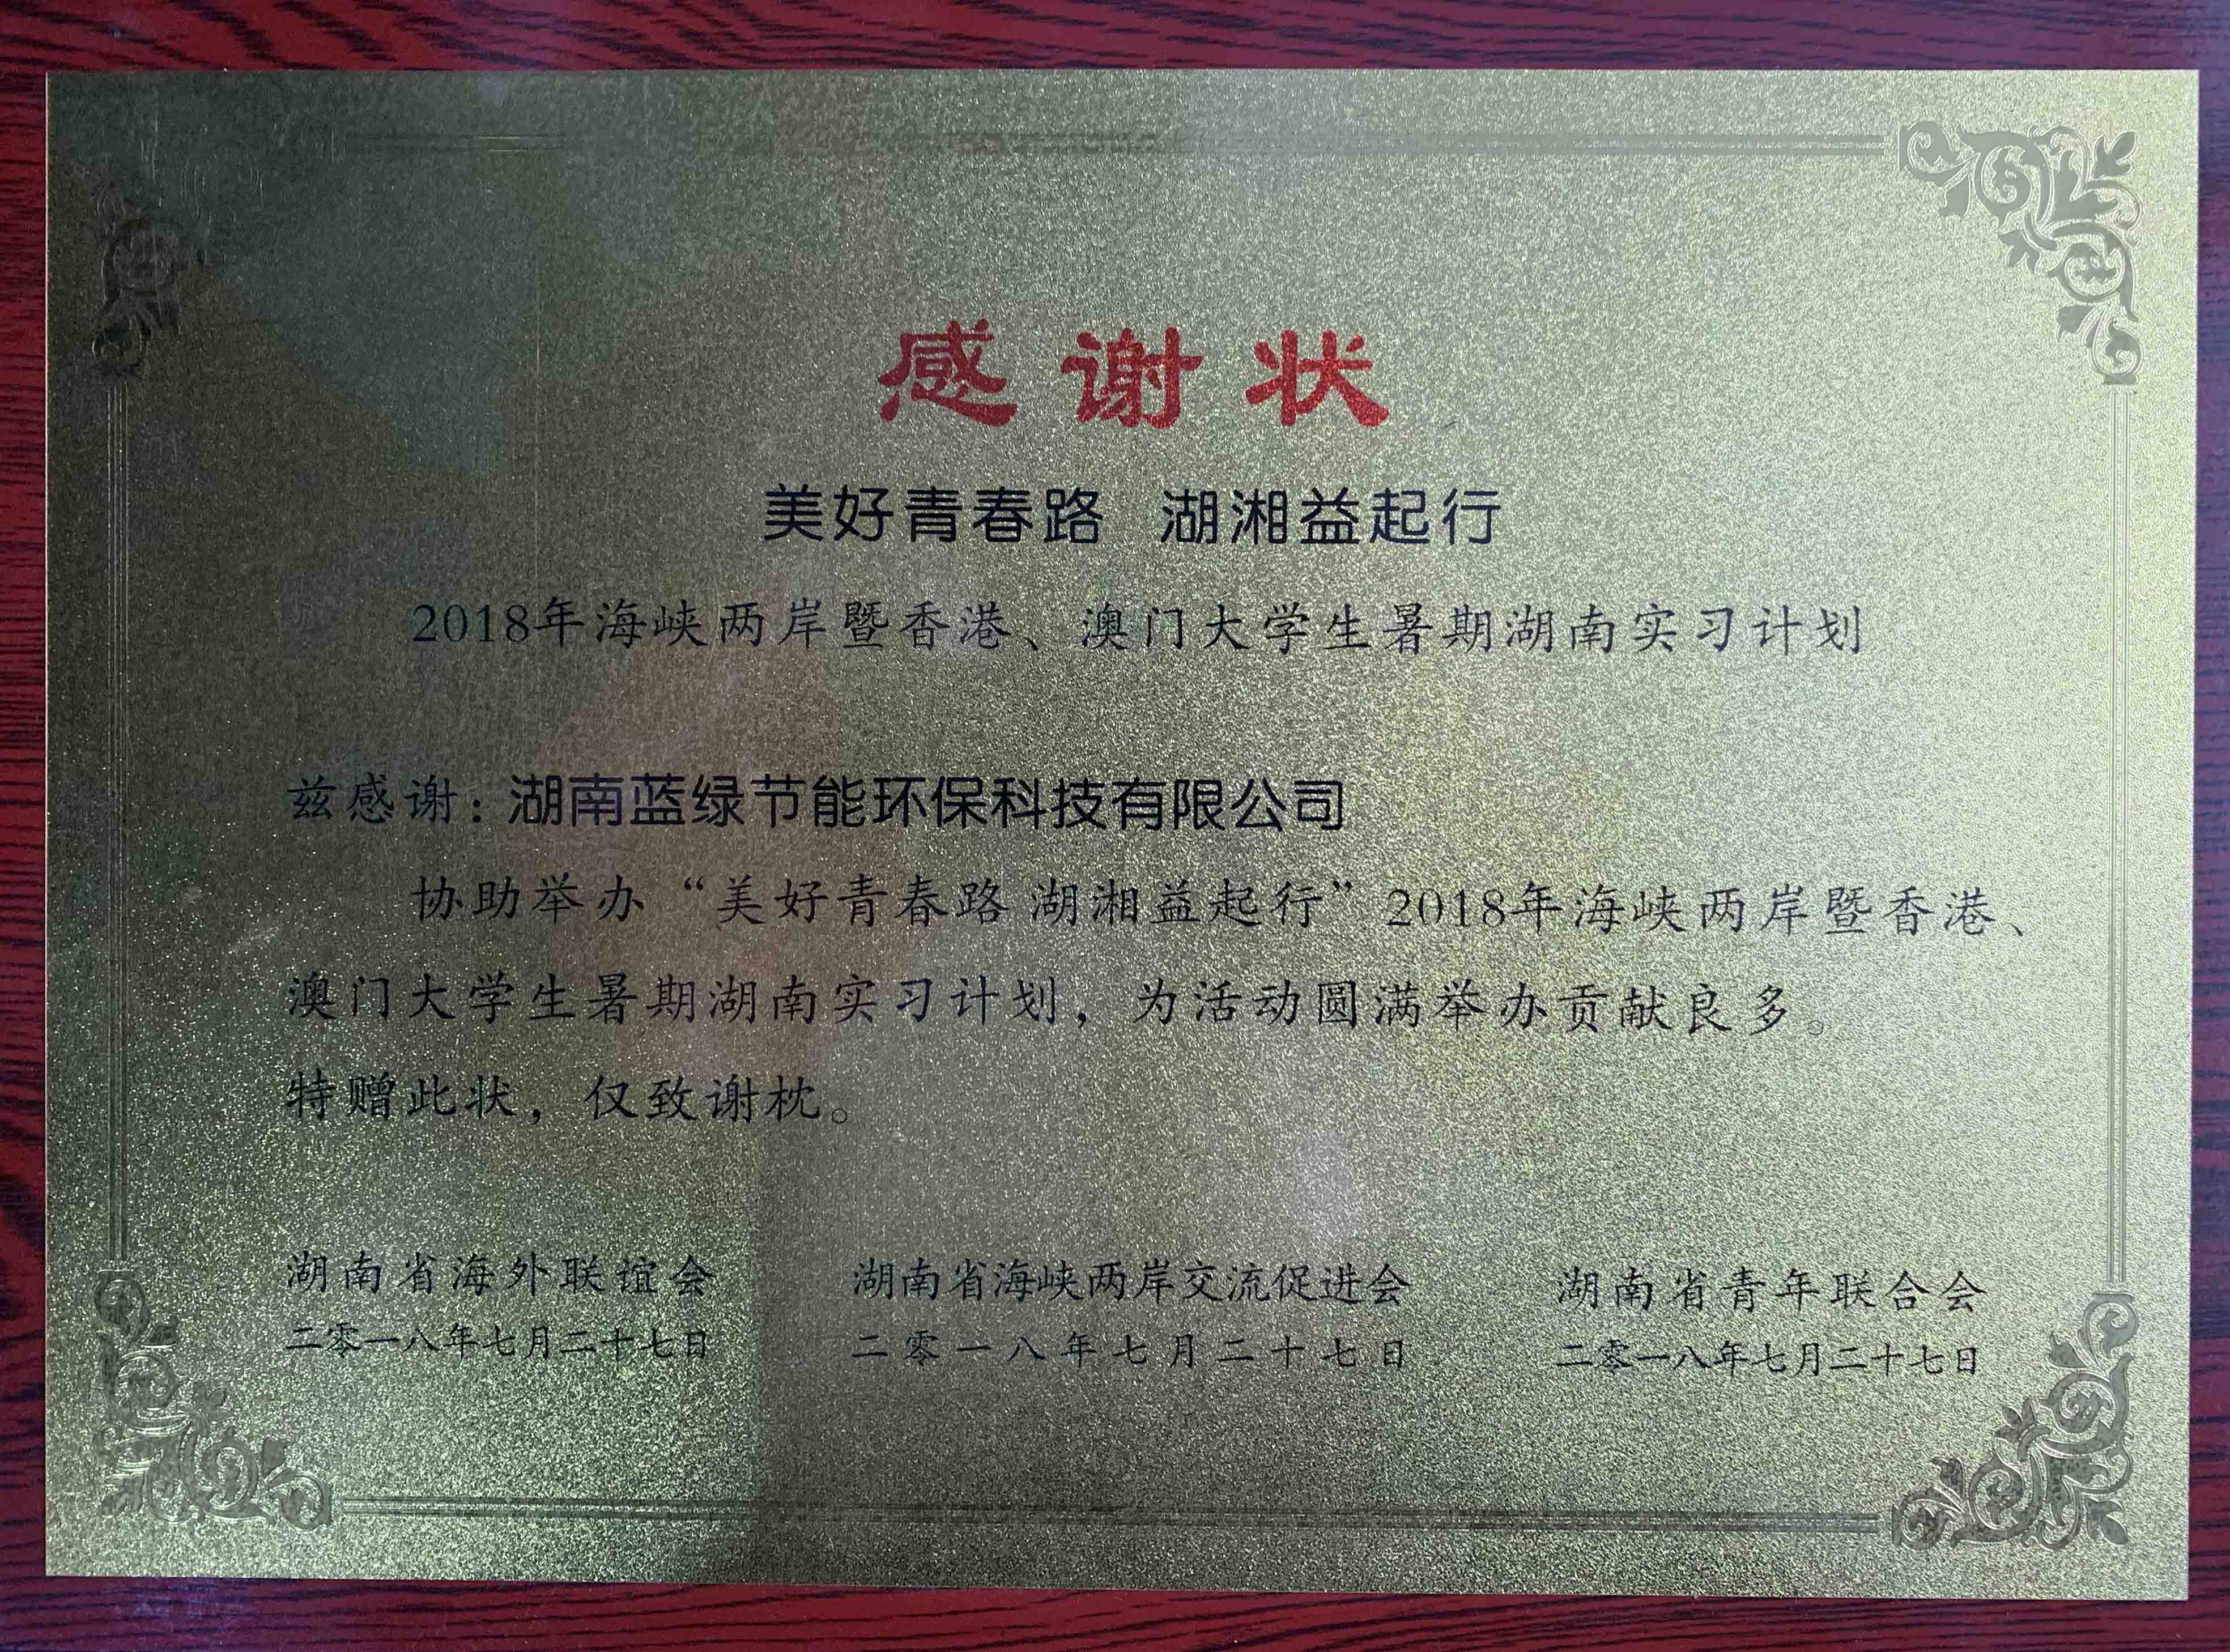 感谢状
美好青春路 湖湘益起行
2018年海峡两岸暨香港、澳门大学生暑期湖南实习计划
兹感谢：湖南蓝绿节能环保科技有限公司
协助举办“美好青春路 湖湘益起行”2018年海峡两岸暨香港、
澳门大学生暑期湖南实习计划，为活动圆满举办贡献良多。
特赠此状，仅致谢枕。
湖南省海外联谊会
二零一八年七月二十七日
湖南省海峡两岸交流促进会
二零一八年七月二十七日
湖南省青年联合会
二零一八年七月二十七日